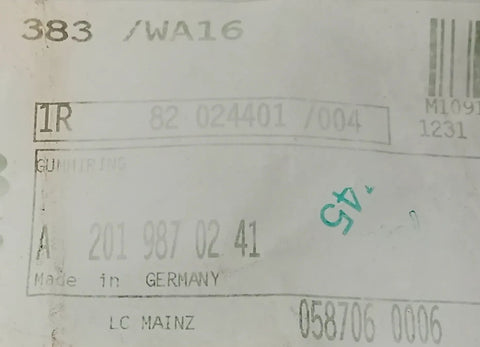 383 /WA16
M1091
1231
1R 82 024401 /004
GUMMIRING
45
A 201 987 02 41
Made in GERMANY
LC MAINZ
058706 0006